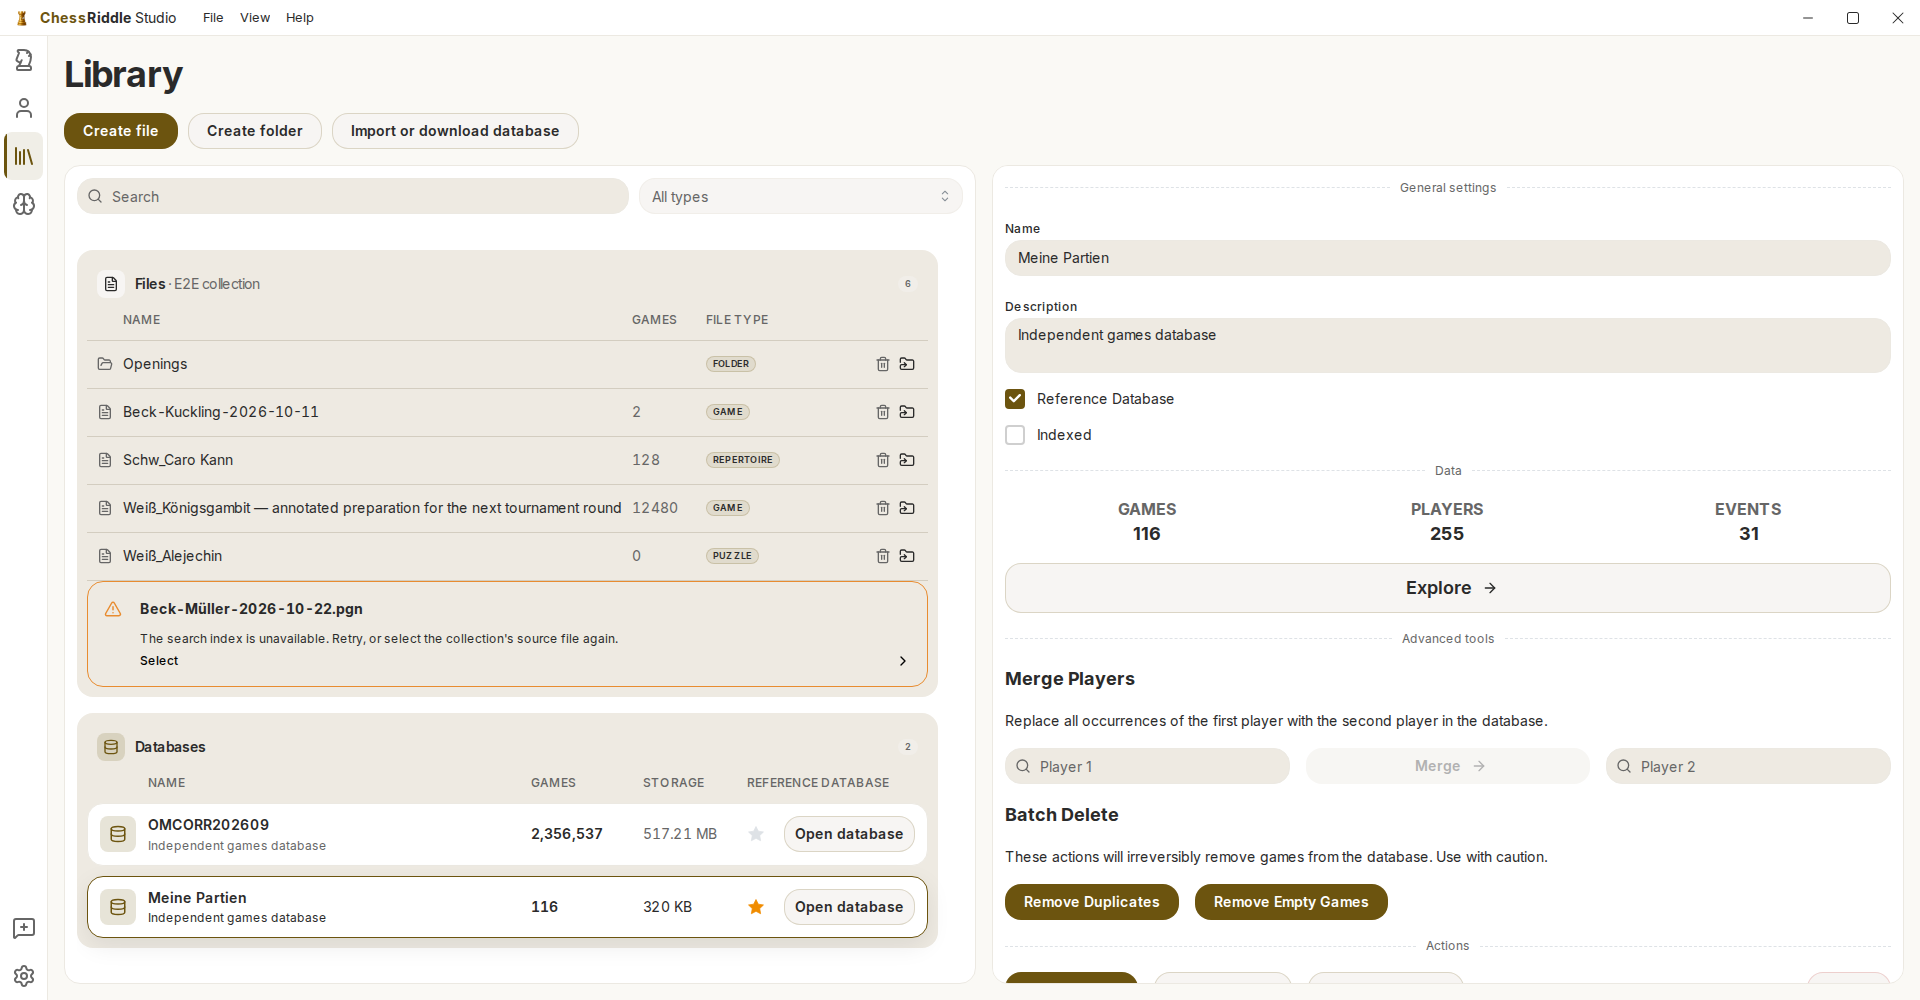 ChessRiddle Studio File View Help
Library
Create file Create folder Import or download database
Search All types
Files · E2E collection 6
NAME GAMES FILE TYPE
Openings FOLDER
Beck-Kuckling-2026-10-11 2 GAME
Schw_Caro Kann 128 REPERTOIRE
Weiß_Königsgambit — annotated preparation for the next tournament round 12480 GAME
Weiß_Alejechin 0 PUZZLE
Beck-Müller-2026-10-22.pgn
The search index is unavailable. Retry, or select the collection's source file again.
Select
Databases 2
NAME GAMES STORAGE REFERENCE DATABASE
OMCORR202609
Independent games database
2,356,537 517.21 MB Open database
Meine Partien
Independent games database
116 320 KB Open database
General settings
Name
Meine Partien
Description
Independent games database
Reference Database
Indexed
Data
GAMES PLAYERS EVENTS
116 255 31
Explore
Advanced tools
Merge Players
Replace all occurrences of the first player with the second player in the database.
Player 1 Merge Player 2
Batch Delete
These actions will irreversibly remove games from the database. Use with caution.
Remove Duplicates Remove Empty Games
Actions